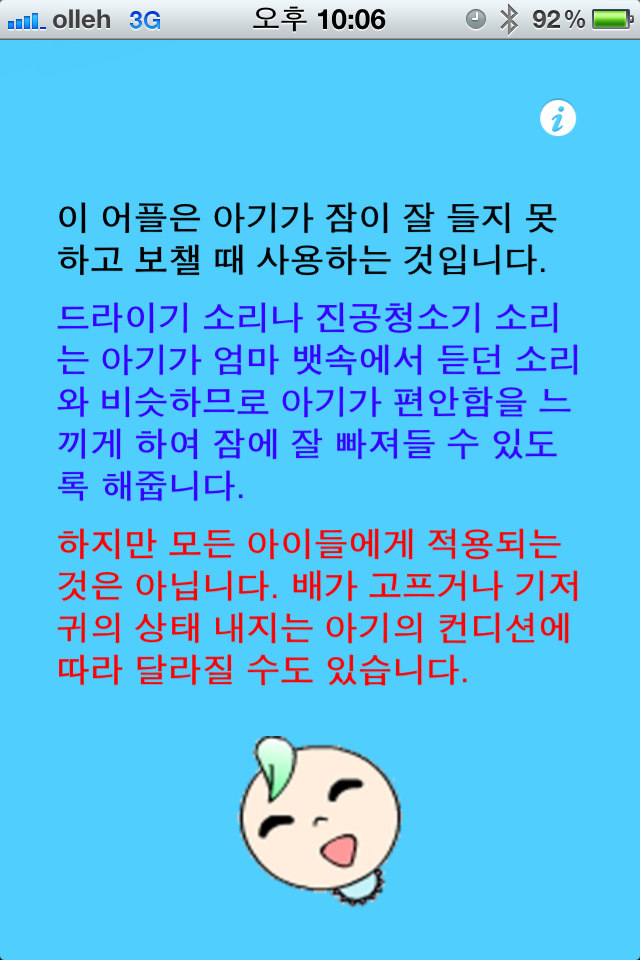 olleh 3G 오후 10:06 92%
i
이 어플은 아기가 잠이 잘 들지 못
하고 보챌 때 사용하는 것입니다.
드라이기 소리나 진공청소기 소리
는 아기가 엄마 뱃속에서 듣던 소리
와 비슷하므로 아기가 편안함을 느
끼게 하여 잠에 잘 빠져들 수 있도
록 해줍니다.
하지만 모든 아이들에게 적용되는
것은 아닙니다. 배가 고프거나 기저
귀의 상태 내지는 아기의 컨디션에
따라 달라질 수도 있습니다.